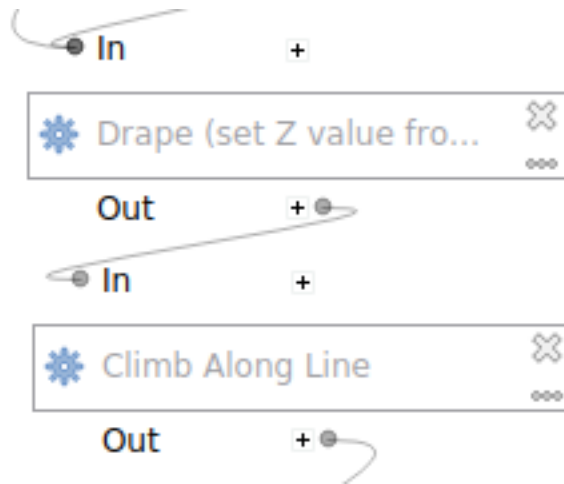 In
Drape (set Z value fro...
Out
In
Climb Along Line
Out